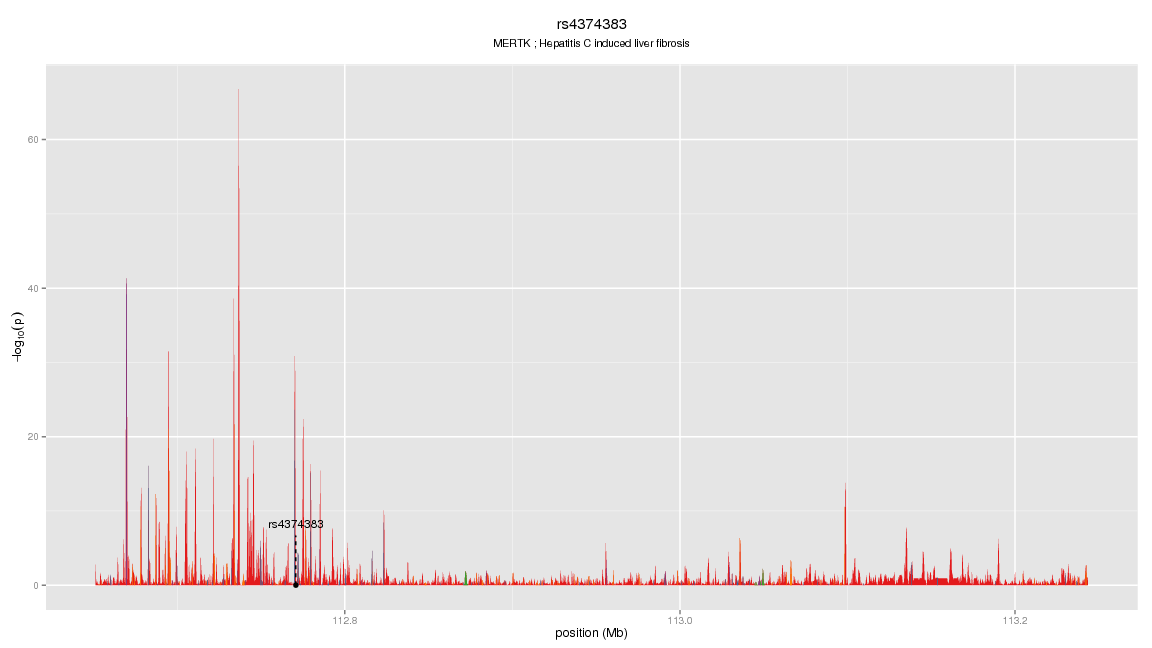 rs4374383
MERTK ; Hepatitis C induced liver fibrosis
60
40
20
0
−log10(p)
rs4374383
112.8
113.0
113.2
position (Mb)